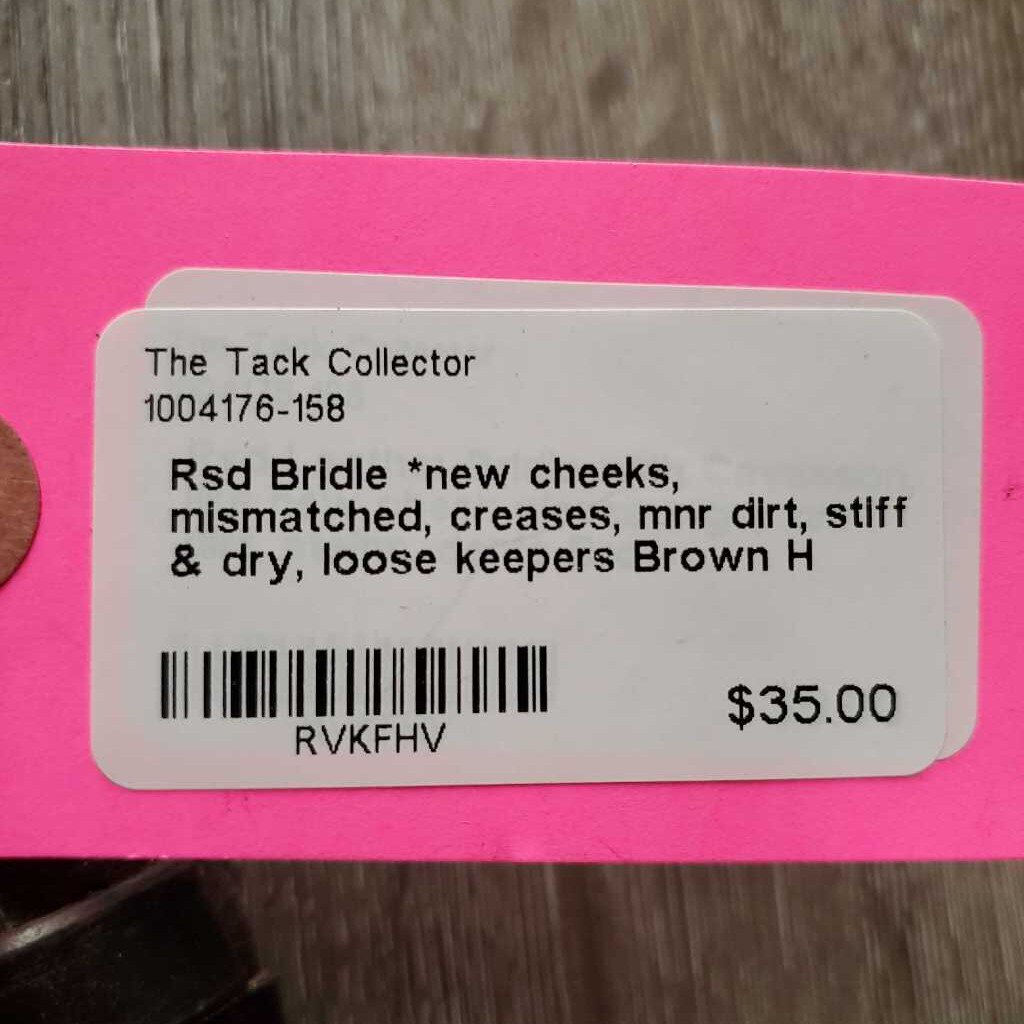 The Tack Collector
1004176-158
Rsd Bridle *new cheeks,
mismatched, creases, mnr dirt, stiff
& dry, loose keepers Brown H
RVKFHV
$35.00